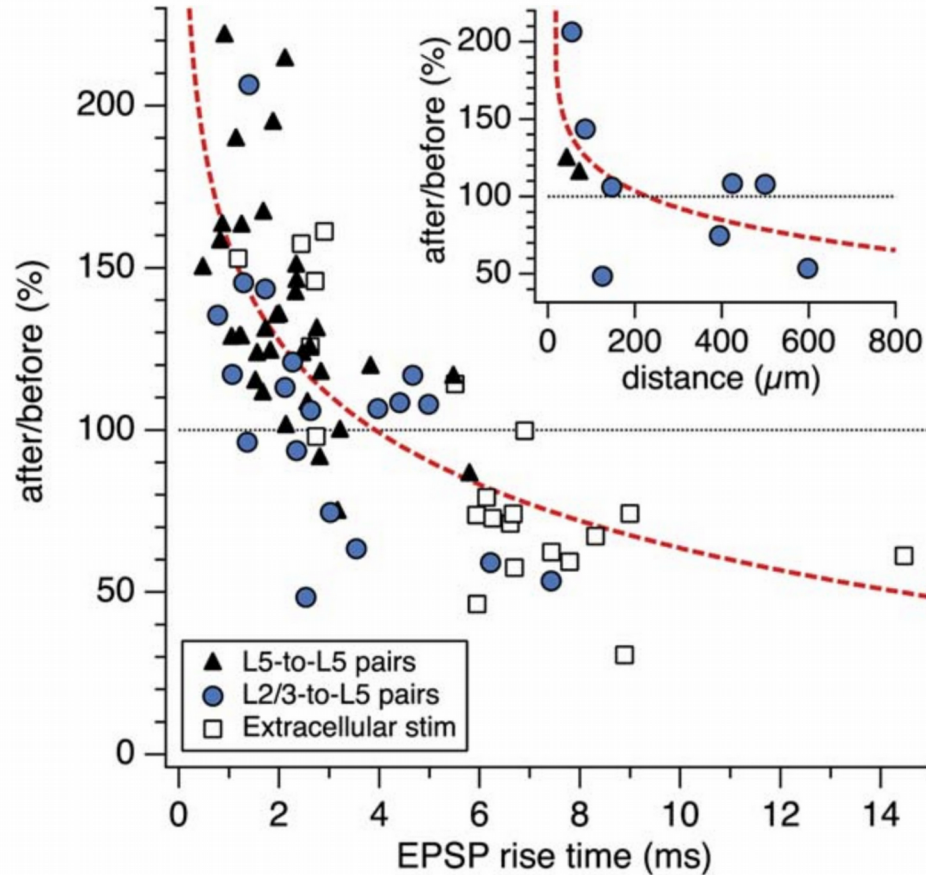 after/before (%)
200
150
100
50
0
0 2 4 6 8 10 12 14
EPSP rise time (ms)
L5-to-L5 pairs
L2/3-to-L5 pairs
Extracellular stim
after/before (%)
200
150
100
50
0 200 400 600 800
distance (µm)